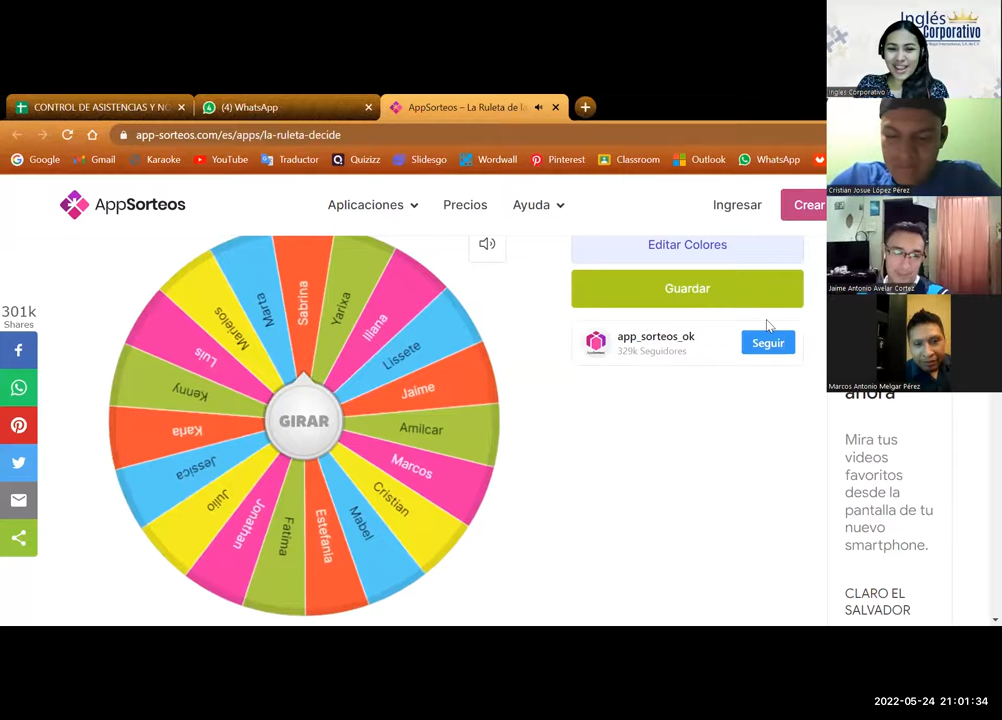 CONTROL DE ASISTENCIAS Y NO
(4) WhatsApp
AppSorteos – La Ruleta de la
app-sorteos.com/es/apps/la-ruleta-decide
Google
Gmail
Karaoke
YouTube
Traductor
Quizizz
Slidesgo
Wordwall
Pinterest
Classroom
Outlook
WhatsApp
AppSorteos
Aplicaciones
Precios
Ayuda
Ingresar
Crear
301k
Shares
Editar Colores
Guardar
app_sorteos_ok
329k Seguidores
Seguir
Sabrina
Yarixa
Iliana
Lissete
Jaime
Amilcar
Marcos
Cristian
Mabel
Estefania
Fatima
Jonathan
Julio
Jessica
Karla
Kenny
Luis
Marielos
Marta
GIRAR
Inglés
Corporativo
Inglés Corporativo
Cristian Josue López Pérez
Jaime Antonio Avelar Cortez
Marcos Antonio Melgar Pérez
ahora
Mira tus
videos
favoritos
desde la
pantalla de tu
nuevo
smartphone.
CLARO EL
SALVADOR
2022-05-24 21:01:34